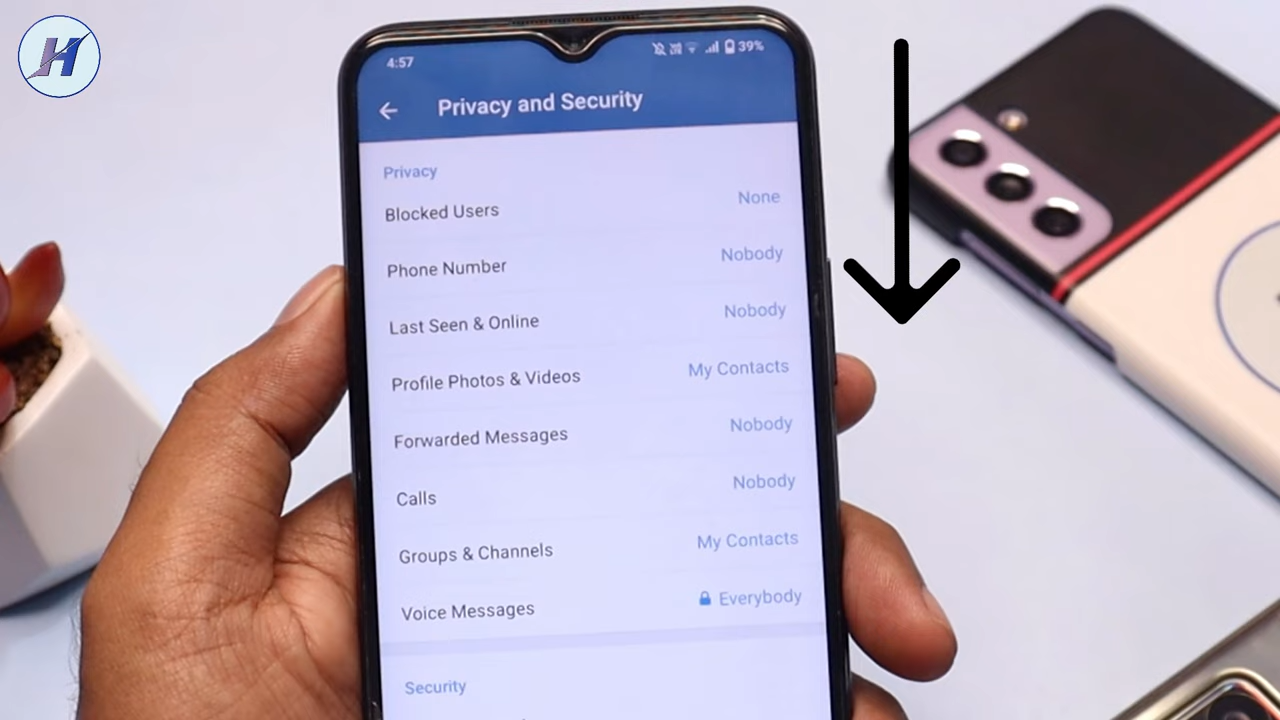 H
4:57 39%
Privacy and Security
Privacy
Blocked Users None
Phone Number Nobody
Last Seen & Online Nobody
Profile Photos & Videos My Contacts
Forwarded Messages Nobody
Calls Nobody
Groups & Channels My Contacts
Voice Messages Everybody
Security